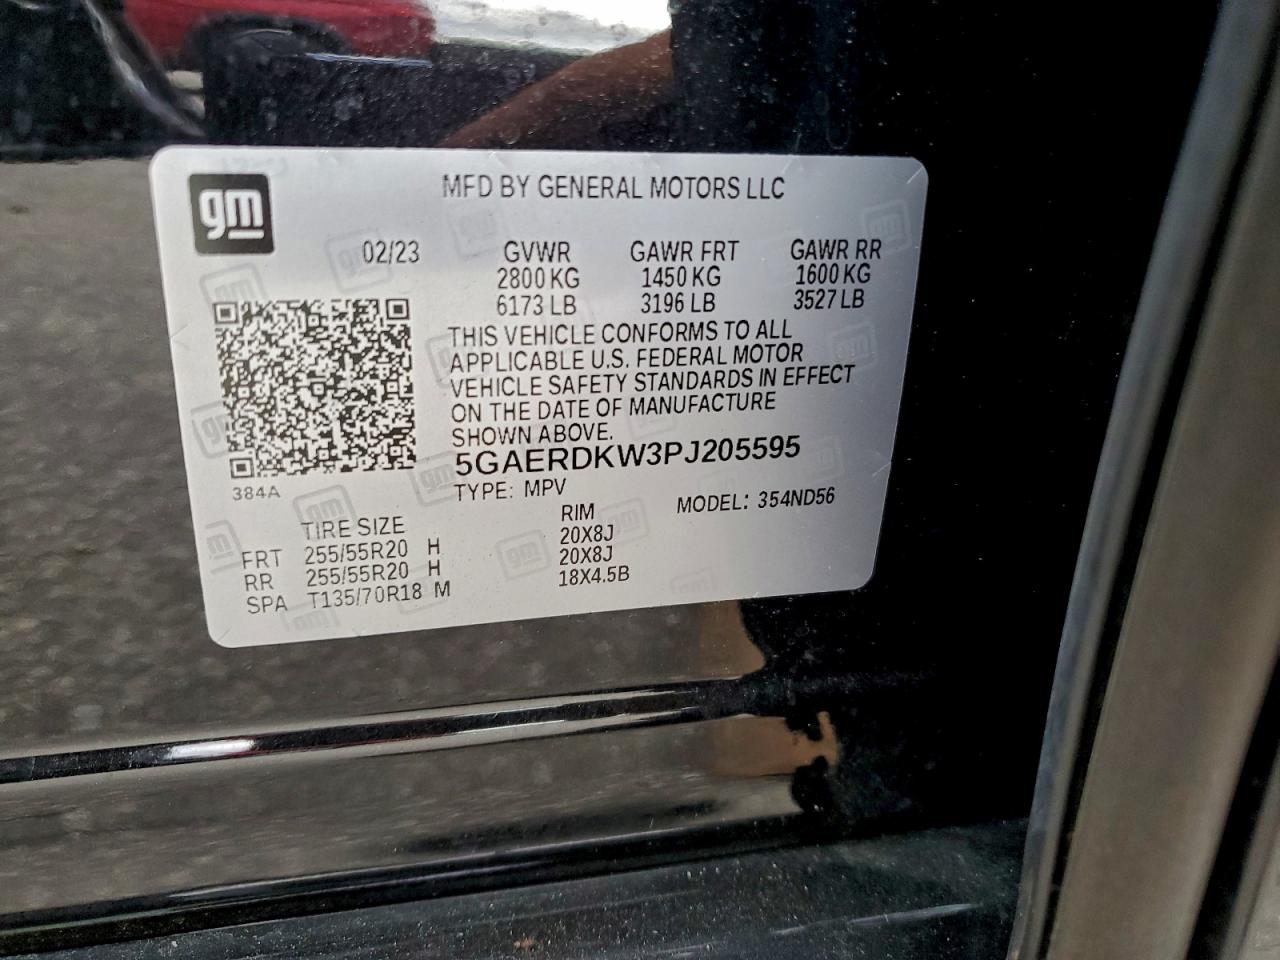 gm
MFD BY GENERAL MOTORS LLC
02/23 GVWR GAWR FRT GAWR RR
2800 KG 1450 KG 1600 KG
6173 LB 3196 LB 3527 LB
THIS VEHICLE CONFORMS TO ALL
APPLICABLE U.S. FEDERAL MOTOR
VEHICLE SAFETY STANDARDS IN EFFECT
ON THE DATE OF MANUFACTURE
SHOWN ABOVE.
5GAERDKW3PJ205595
384A
TYPE: MPV MODEL: 354ND56
TIRE SIZE RIM
FRT 255/55R20 H 20X8J
RR 255/55R20 H 20X8J
SPA T135/70R18 M 18X4.5B